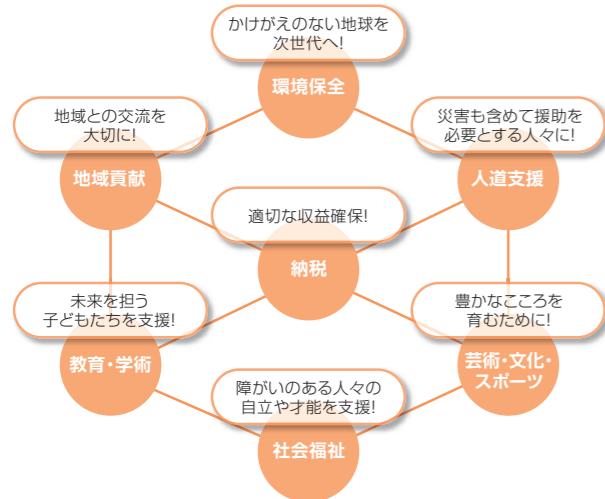 かけがえのない地球を
次世代へ!
環境保全
地域との交流を
大切に!
地域貢献
災害も含めて援助を
必要とする人々に!
人道支援
適切な収益確保!
納税
未来を担う
子どもたちを支援!
教育・学術
豊かなこころを
育むために!
芸術・文化・
スポーツ
障がいのある人々の
自立や才能を支援!
社会福祉